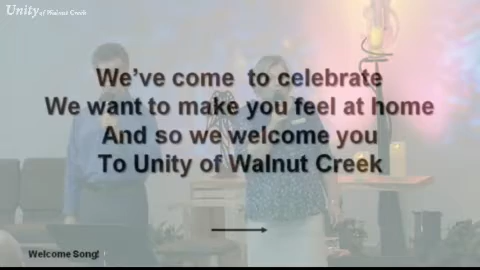 Unity of Walnut Creek
We've come to celebrate
We want to make you feel at home
And so we welcome you
To Unity of Walnut Creek
Welcome Song!